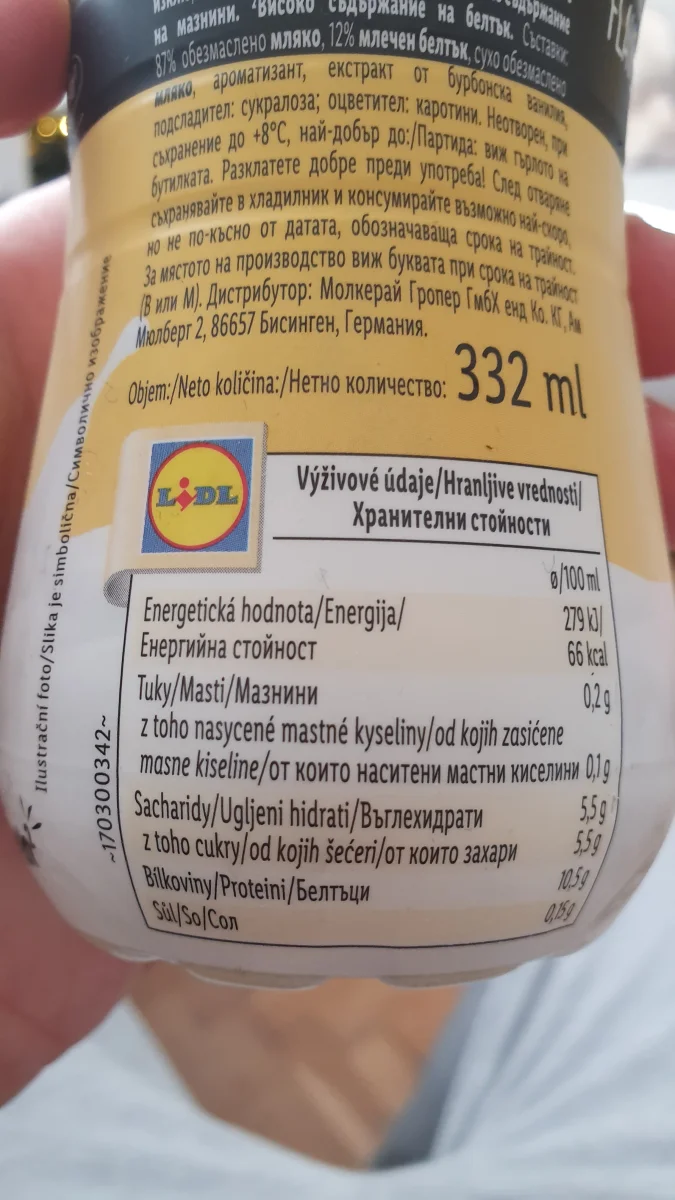 на мазнини. ²Високо съдържание на белтък. Съставки:
87% обезмаслено мляко, 12% млечен белтък, сухо обезмаслено
мляко, ароматизант, екстракт от бурбонска ванилия,
подсладител: сукралоза; оцветител: каротини. Неотворен, при
съхранение до +8°C, най-добър до:/Партида: виж гърлото на
бутилката. Разклатете добре преди употреба! След отваряне
съхранявайте в хладилник и консумирайте възможно най-скоро,
но не по-късно от датата, обозначаваща срока на трайност.
За мястото на производство виж буквата при срока на трайност
(В или М). Дистрибутор: Молкерай Гропер ГмбХ енд Ко. КГ, Ам
Мюлберг 2, 86657 Бисинген, Германия.
Objem:/Neto količina:/Нетно количество: 332 ml
LIDL
Výživové údaje/Hranljive vrednosti/
Хранителни стойности
ø/100 ml
Energetická hodnota/Energija/ 279 kJ/
Енергийна стойност 66 kcal
Tuky/Masti/Мазнини 0,2 g
z toho nasycené mastné kyseliny/od kojih zasićene
masne kiseline/от които наситени мастни киселини 0,1 g
Sacharidy/Ugljeni hidrati/Въглехидрати 5,5 g
z toho cukry/od kojih šećeri/от които захари 5,5 g
Bílkoviny/Proteini/Белтъци 10,5 g
Sůl/So/Сол 0,15 g
Ilustrační foto/Slika je simbolična/Символично изображение
~170300342~